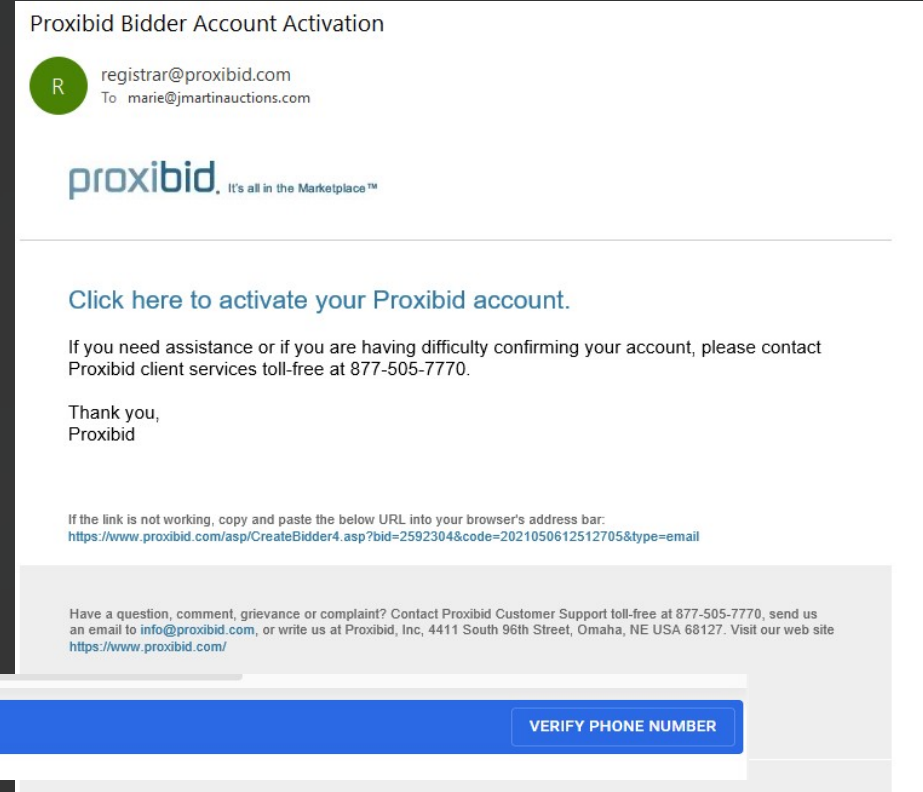 Proxibid Bidder Account Activation
R
registrar@proxibid.com
To marie@jmartinauctions.com
proxibid. It's all in the Marketplace™
Click here to activate your Proxibid account.
If you need assistance or if you are having difficulty confirming your account, please contact
Proxibid client services toll-free at 877-505-7770.
Thank you,
Proxibid
If the link is not working, copy and paste the below URL into your browser's address bar:
https://www.proxibid.com/asp/CreateBidder4.asp?bid=2592304&code=2021050612512705&type=email
Have a question, comment, grievance or complaint? Contact Proxibid Customer Support toll-free at 877-505-7770, send us
an email to info@proxibid.com, or write us at Proxibid, Inc, 4411 South 96th Street, Omaha, NE USA 68127. Visit our web site
https://www.proxibid.com/
VERIFY PHONE NUMBER